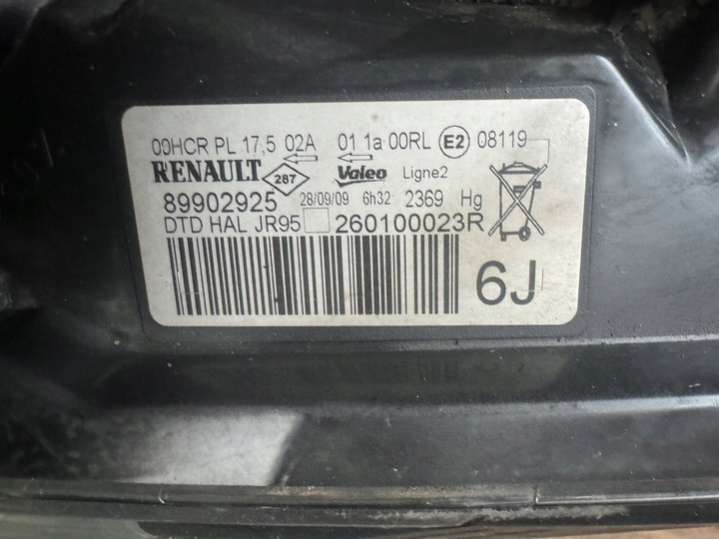 00HCR PL 17,5 02A 01 1a 00RL E2 08119
RENAULT 287 Valeo Ligne2
89902925 28/09/09 6h32 2369 Hg
DTD HAL JR95 260100023R
6J